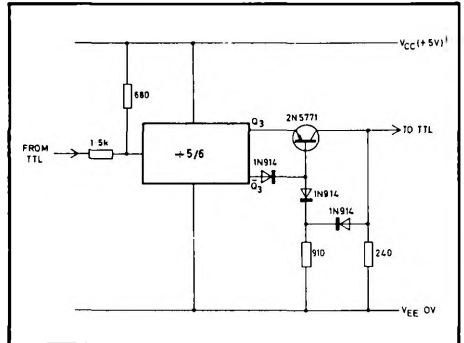 VCC (+5V)
680
2N5771
Q3
TO TTL
1·5k
FROM
TTL
÷5/6
1N914
Q̅3
1N914
1N914
910
240
VEE 0V